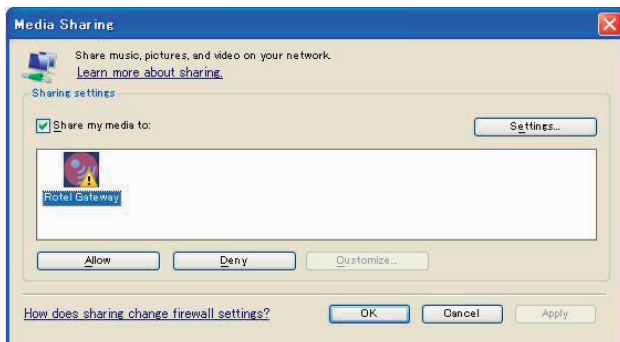 Media Sharing
Share music, pictures, and video on your network.
Learn more about sharing.
Sharing settings
Share my media to:
Settings...
Rotel Gateway
Allow
Deny
Customize...
How does sharing change firewall settings?
OK
Cancel
Apply